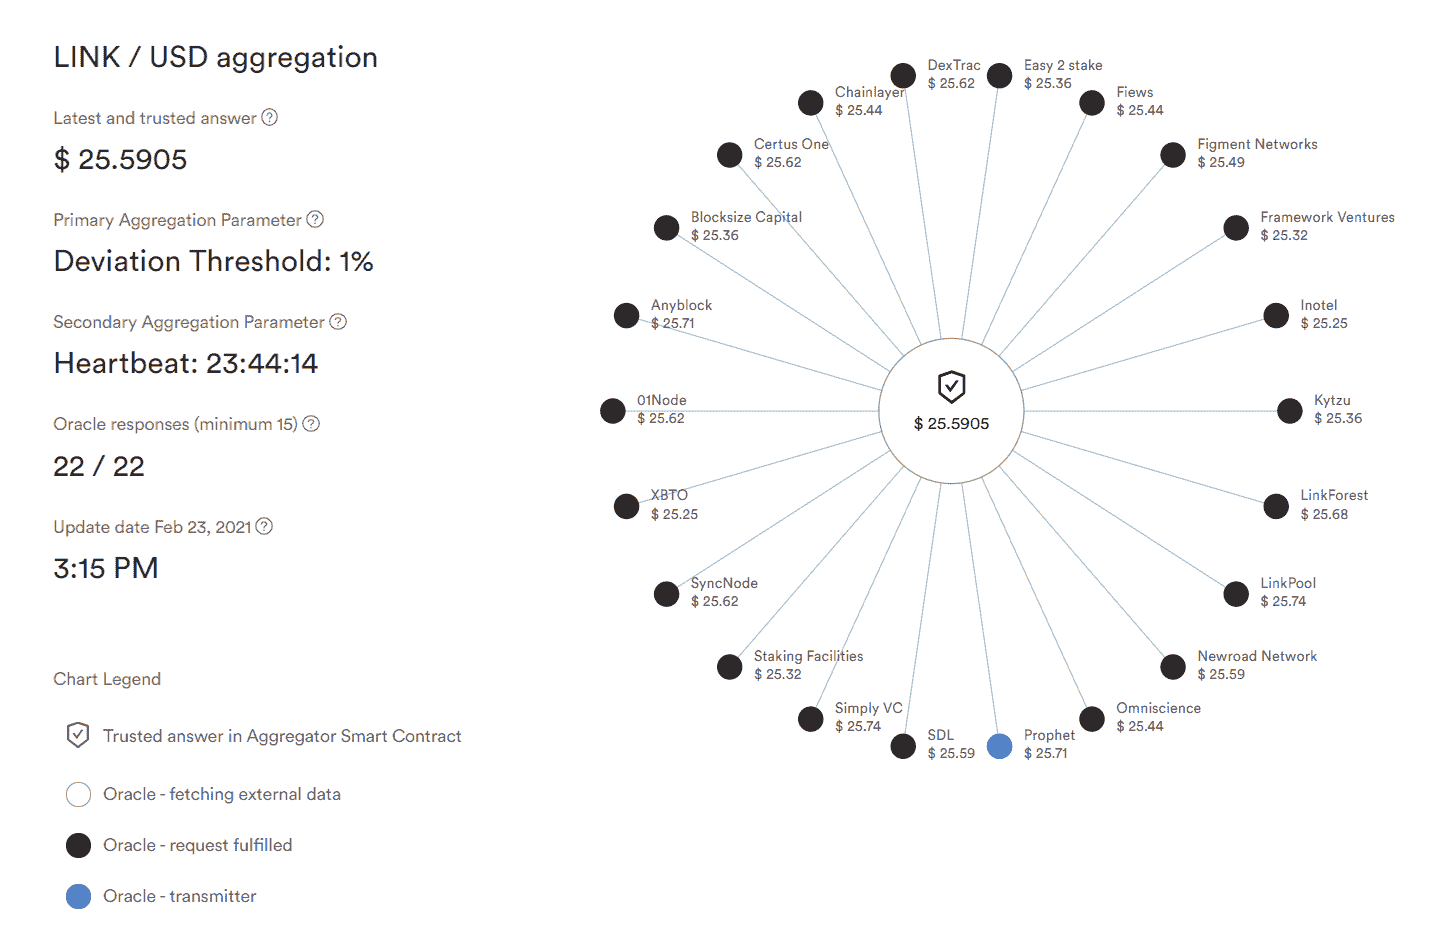 LINK / USD aggregation
Latest and trusted answer ?
$ 25.5905
Primary Aggregation Parameter ?
Deviation Threshold: 1%
Secondary Aggregation Parameter ?
Heartbeat: 23:44:14
Oracle responses (minimum 15) ?
22 / 22
Update date Feb 23, 2021 ?
3:15 PM
Chart Legend
Trusted answer in Aggregator Smart Contract
Oracle - fetching external data
Oracle - request fulfilled
Oracle - transmitter
DexTrac
$ 25.62
Easy 2 stake
$ 25.36
Chainlayer
$ 25.44
Fiews
$ 25.44
Certus One
$ 25.62
Figment Networks
$ 25.49
Blocksize Capital
$ 25.36
Framework Ventures
$ 25.32
Anyblock
$ 25.71
Inotel
$ 25.25
01Node
$ 25.62
$ 25.5905
Kytzu
$ 25.36
XBTO
$ 25.25
LinkForest
$ 25.68
SyncNode
$ 25.62
LinkPool
$ 25.74
Staking Facilities
$ 25.32
Newroad Network
$ 25.59
Simply VC
$ 25.74
Omniscience
$ 25.44
SDL
$ 25.59
Prophet
$ 25.71